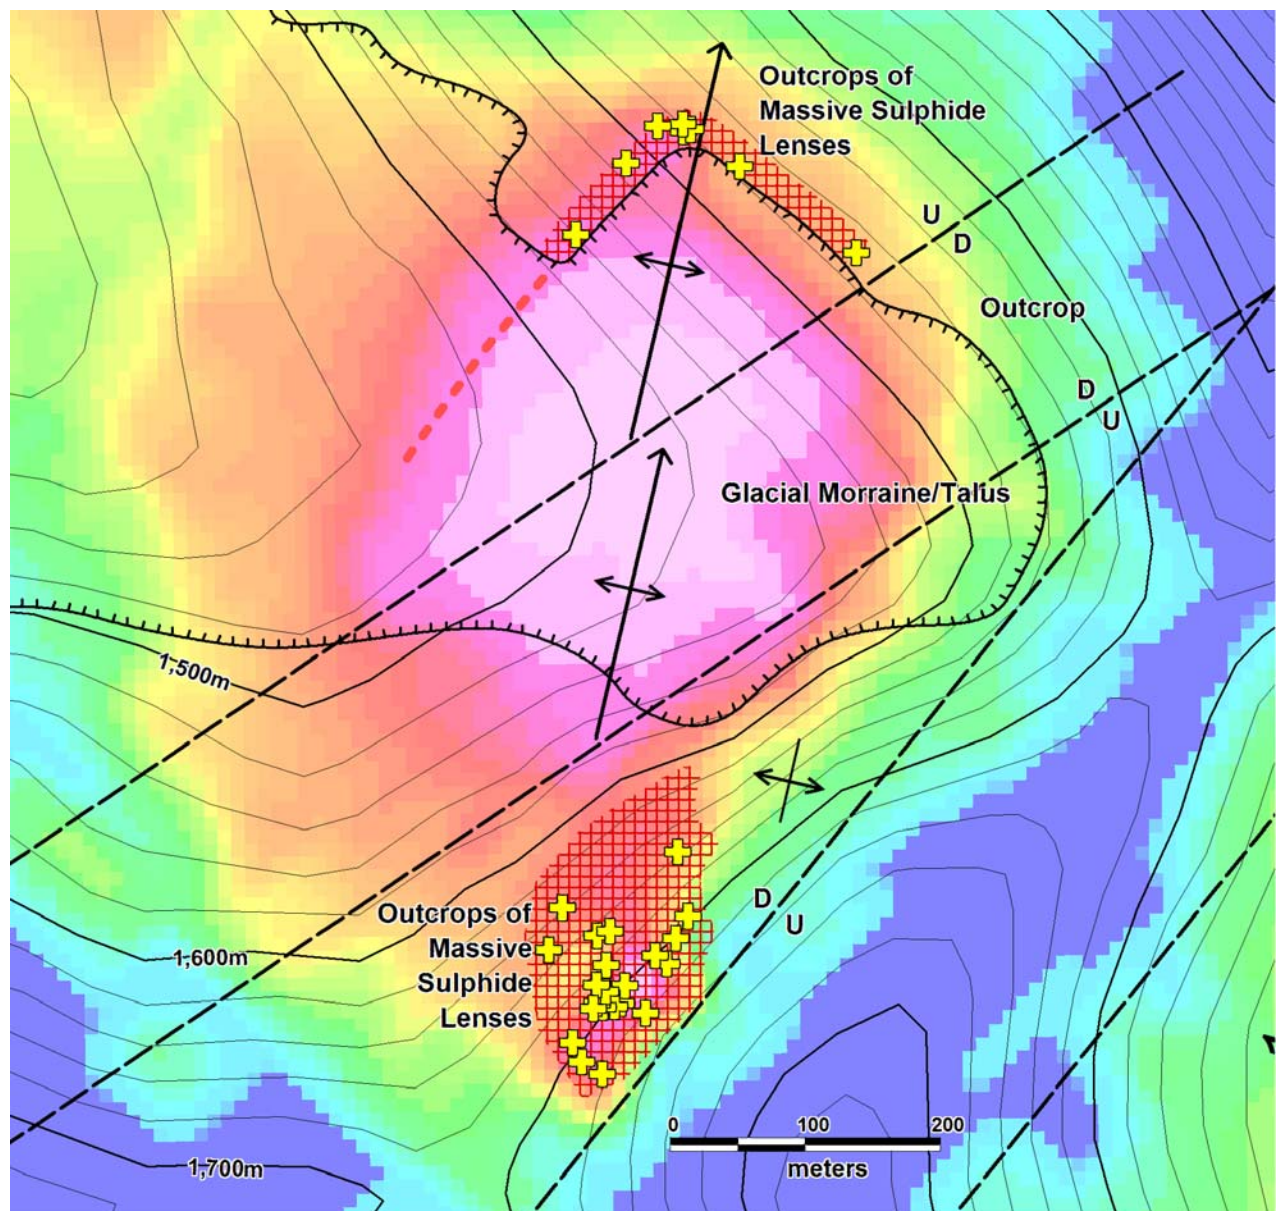 Outcrops of
Massive Sulphide
Lenses
U
D
Outcrop
D
U
Glacial Morraine/Talus
1,500m
D
U
Outcrops of
Massive
Sulphide
Lenses
1,600m
0 100 200
meters
1,700m